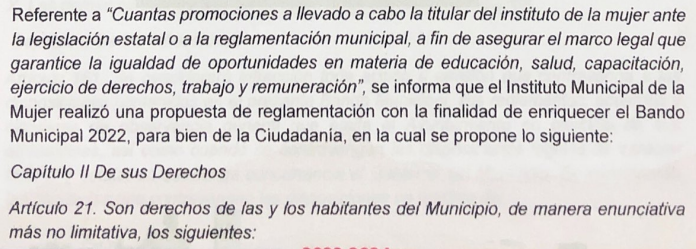 Referente a "Cuantas promociones a llevado a cabo la titular del instituto de la mujer ante
la legislación estatal o a la reglamentación municipal, a fin de asegurar el marco legal que
garantice la igualdad de oportunidades en materia de educación, salud, capacitación,
ejercicio de derechos, trabajo y remuneración", se informa que el Instituto Municipal de la
Mujer realizó una propuesta de reglamentación con la finalidad de enriquecer el Bando
Municipal 2022, para bien de la Ciudadanía, en la cual se propone lo siguiente:
Capítulo II De sus Derechos
Artículo 21. Son derechos de las y los habitantes del Municipio, de manera enunciativa
más no limitativa, los siguientes: